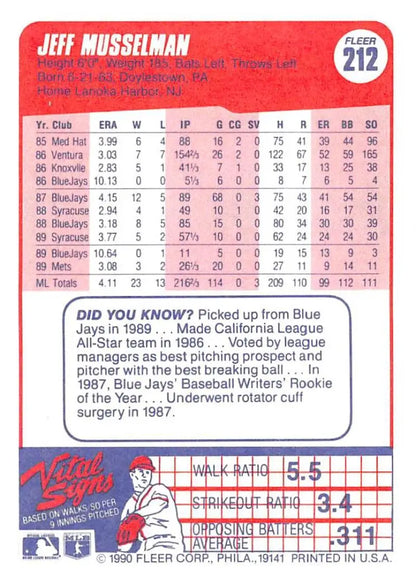 JEFF MUSSELMAN
FLEER
212
Height 6'0", Weight 185, Bats Left, Throws Left
Born 6-21-63, Doylestown, PA
Home Lanoka Harbor, NJ
Yr. Club ERA W L IP G CG SV H R ER BB SO
85 Med Hat 3.99 6 4 88 16 2 0 75 41 39 44 96
86 Ventura 3.03 7 7 154⅔ 26 2 0 122 67 52 59 165
86 Knoxvlle 2.83 5 1 41⅓ 7 1 0 33 17 13 25 38
86 BlueJays 10.13 0 0 5⅓ 6 0 0 8 7 6 5 4
87 BlueJays 4.15 12 5 89 68 0 3 75 43 41 54 54
88 Syracuse 2.94 4 1 49 10 1 0 42 20 16 17 31
88 BlueJays 3.18 8 5 85 15 0 0 80 34 30 30 39
89 Syracuse 3.77 5 2 57⅓ 10 0 0 60 29 24 24 30
89 BlueJays 10.64 0 1 11 5 0 0 19 15 13 9 3
89 Mets 3.08 3 2 26⅓ 20 0 0 27 11 9 14 11
ML Totals 4.11 23 13 216⅔ 114 0 3 209 110 99 112 111
DID YOU KNOW? Picked up from Blue
Jays in 1989 . . . Made California League
All-Star team in 1986 . . . Voted by league
managers as best pitching prospect and
pitcher with the best breaking ball . . . In
1987, Blue Jays' Baseball Writers' Rookie
of the Year . . . Underwent rotator cuff
surgery in 1987.
Vital
Signs
BASED ON WALKS/SO PER
9 INNINGS PITCHED
WALK RATIO 5.5
STRIKEOUT RATIO 3.4
OPPOSING BATTERS
AVERAGE .311
© 1990 FLEER CORP., PHILA., 19141 PRINTED IN U.S.A.